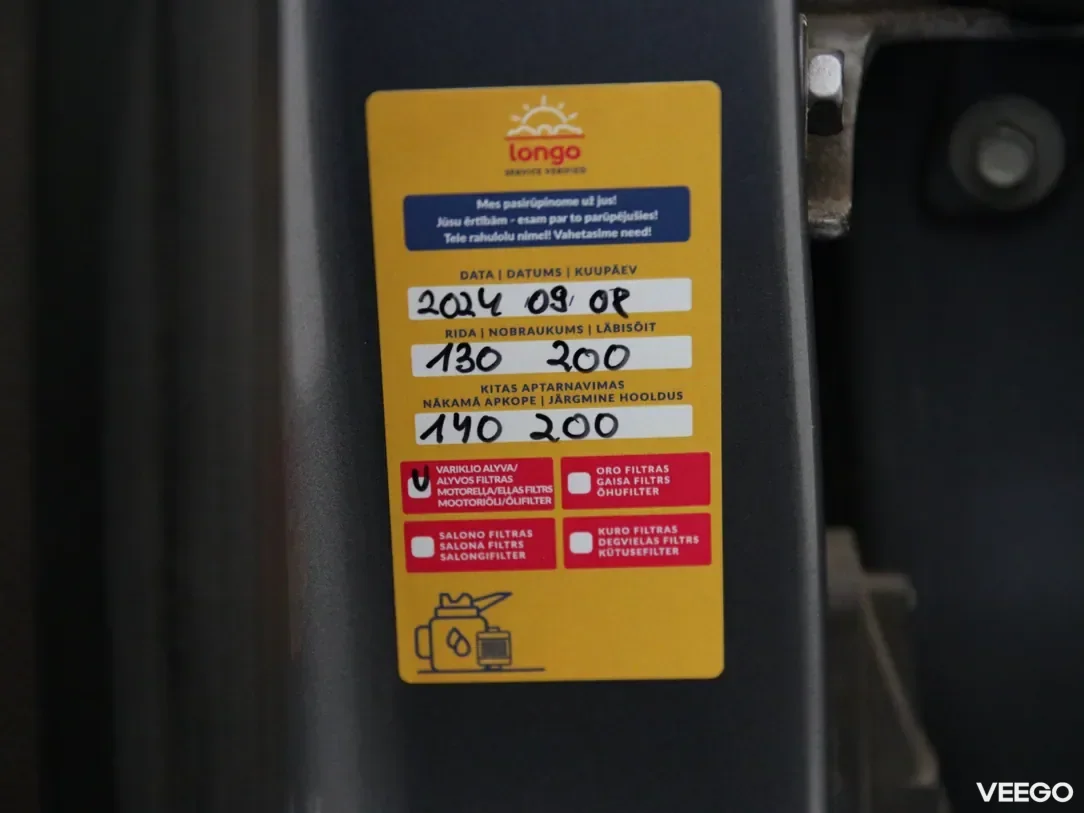 longo
SERVICE VERIFIED
Mes pasirūpinome už jus!
Jūsu ērtībām - esam par to parūpējušies!
Teie rahulolu nimel! Vahetasime need!
DATA | DATUMS | KUUPÄEV
2024 09 08
RIDA | NOBRAUKUMS | LÄBISÕIT
130 200
KITAS APTARNAVIMAS
NĀKAMĀ APKOPE | JÄRGMINE HOOLDUS
140 200
VARIKLIO ALYVA/
ALYVOS FILTRAS
MOTOREĻĻA/EĻĻAS FILTRS
MOOTORIÕLI/ÕLIFILTER
ORO FILTRAS
GAISA FILTRS
ÕHUFILTER
SALONO FILTRAS
SALONA FILTRS
SALONGIFILTER
KURO FILTRAS
DEGVIELAS FILTRS
KÜTUSEFILTER
VEEGO